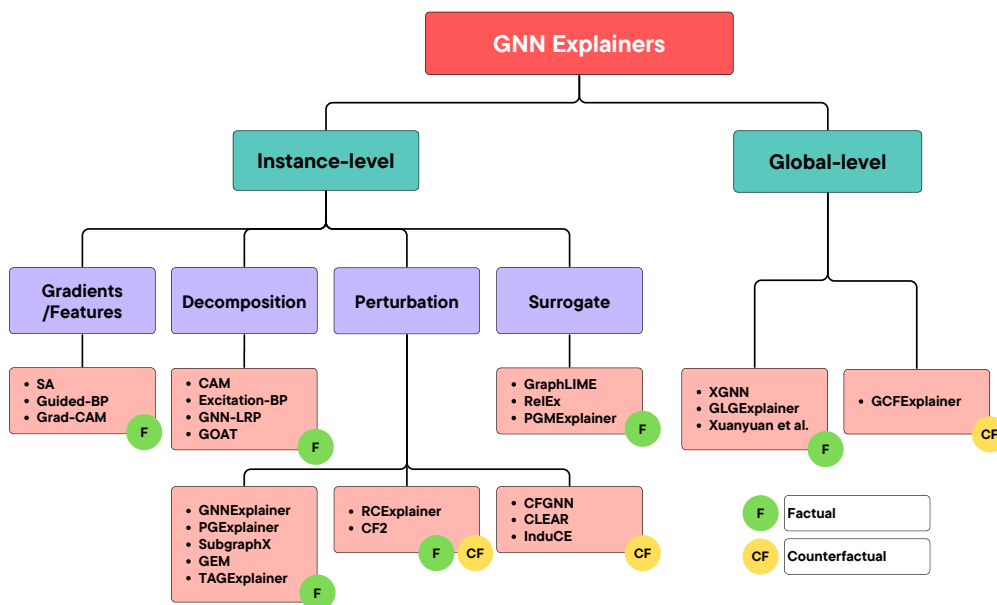 GNN Explainers
Instance-level
Global-level
Gradients
/Features
Decomposition
Perturbation
Surrogate
• SA
• Guided-BP
• Grad-CAM
F
• CAM
• Excitation-BP
• GNN-LRP
• GOAT
F
• GraphLIME
• RelEx
• PGMExplainer
F
• XGNN
• GLGExplainer
• Xuanyuan et al.
F
• GCFExplainer
CF
• GNNExplainer
• PGExplainer
• SubgraphX
• GEM
• TAGExplainer
F
• RCExplainer
• CF2
F
CF
• CFGNN
• CLEAR
• InduCE
CF
F
Factual
CF
Counterfactual